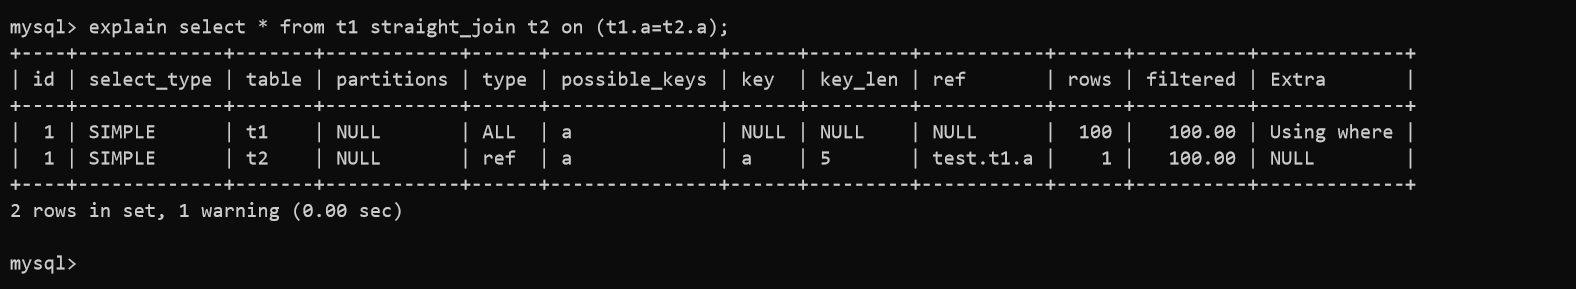 mysql> explain select * from t1 straight_join t2 on (t1.a=t2.a);
+----+-------------+-------+------------+------+---------------+------+---------+-----------+------+----------+-------------+
| id | select_type | table | partitions | type | possible_keys | key  | key_len | ref       | rows | filtered | Extra       |
+----+-------------+-------+------------+------+---------------+------+---------+-----------+------+----------+-------------+
|  1 | SIMPLE      | t1    | NULL       | ALL  | a             | NULL | NULL    | NULL      |  100 |   100.00 | Using where |
|  1 | SIMPLE      | t2    | NULL       | ref  | a             | a    | 5       | test.t1.a |    1 |   100.00 | NULL        |
+----+-------------+-------+------------+------+---------------+------+---------+-----------+------+----------+-------------+
2 rows in set, 1 warning (0.00 sec)

mysql>